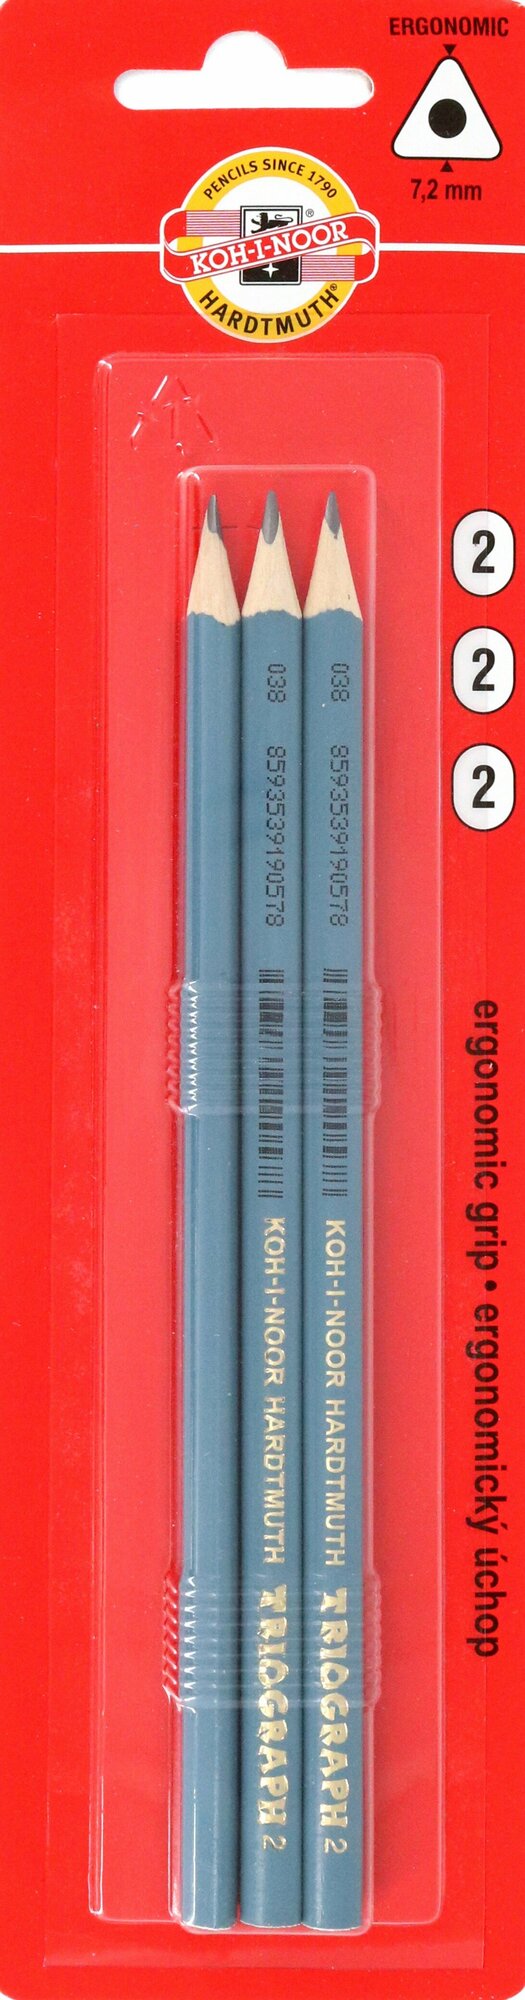 ERGONOMIC
7,2 mm
PENCILS SINCE 1790
®
KOH-I-NOOR
HARDTMUTH®
2
2
2
ergonomic grip • ergonomický úchop
038 8593539190578
KOH-I-NOOR HARDTMUTH TRIOGRAPH 2
038 8593539190578
KOH-I-NOOR HARDTMUTH TRIOGRAPH 2